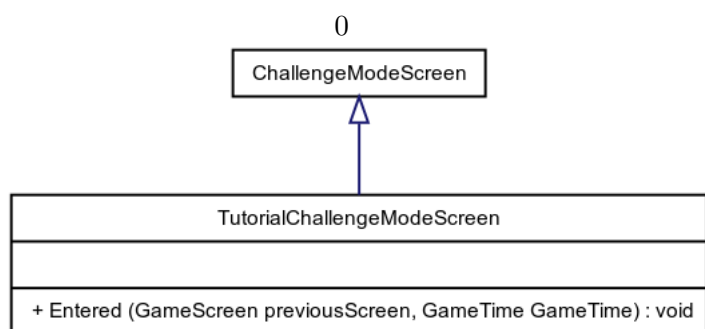 0
ChallengeModeScreen
TutorialChallengeModeScreen
+ Entered (GameScreen previousScreen, GameTime GameTime) : void